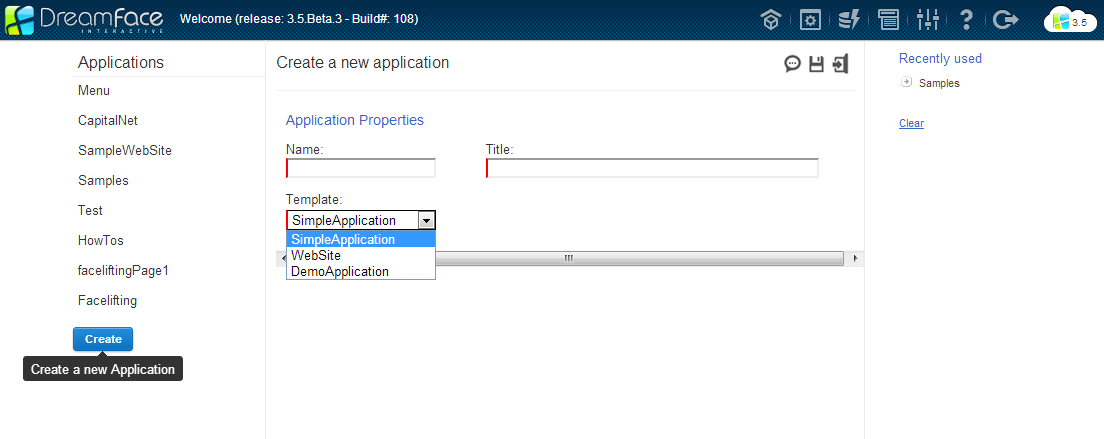 DreamFace
INTERACTIVE
Welcome (release: 3.5.Beta.3 - Build#: 108)
?
3.5
Applications
Menu
CapitalNet
SampleWebSite
Samples
Test
HowTos
faceliftingPage1
Facelifting
Create
Create a new Application
Create a new application
Application Properties
Name:
Title:
Template:
SimpleApplication
SimpleApplication
WebSite
DemoApplication
Recently used
Samples
Clear